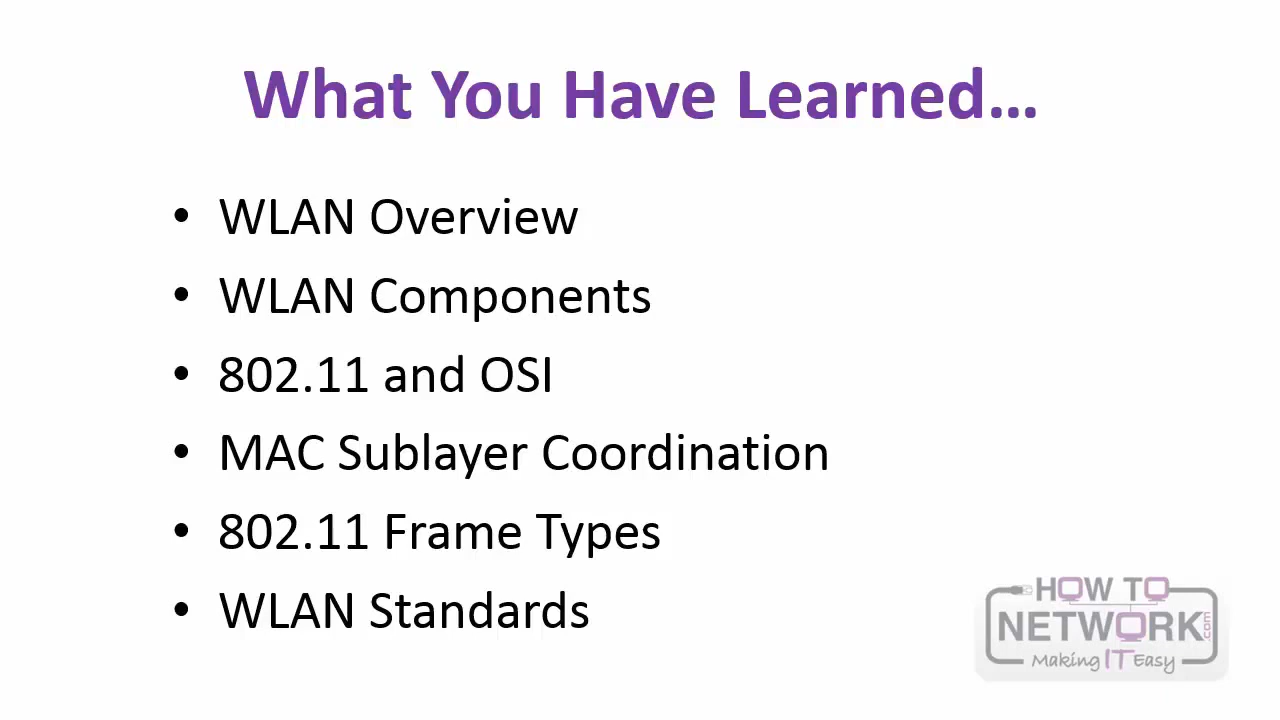 What You Have Learned...
• WLAN Overview
• WLAN Components
• 802.11 and OSI
• MAC Sublayer Coordination
• 802.11 Frame Types
• WLAN Standards
HOW TO
NETWORK.com
Making IT Easy